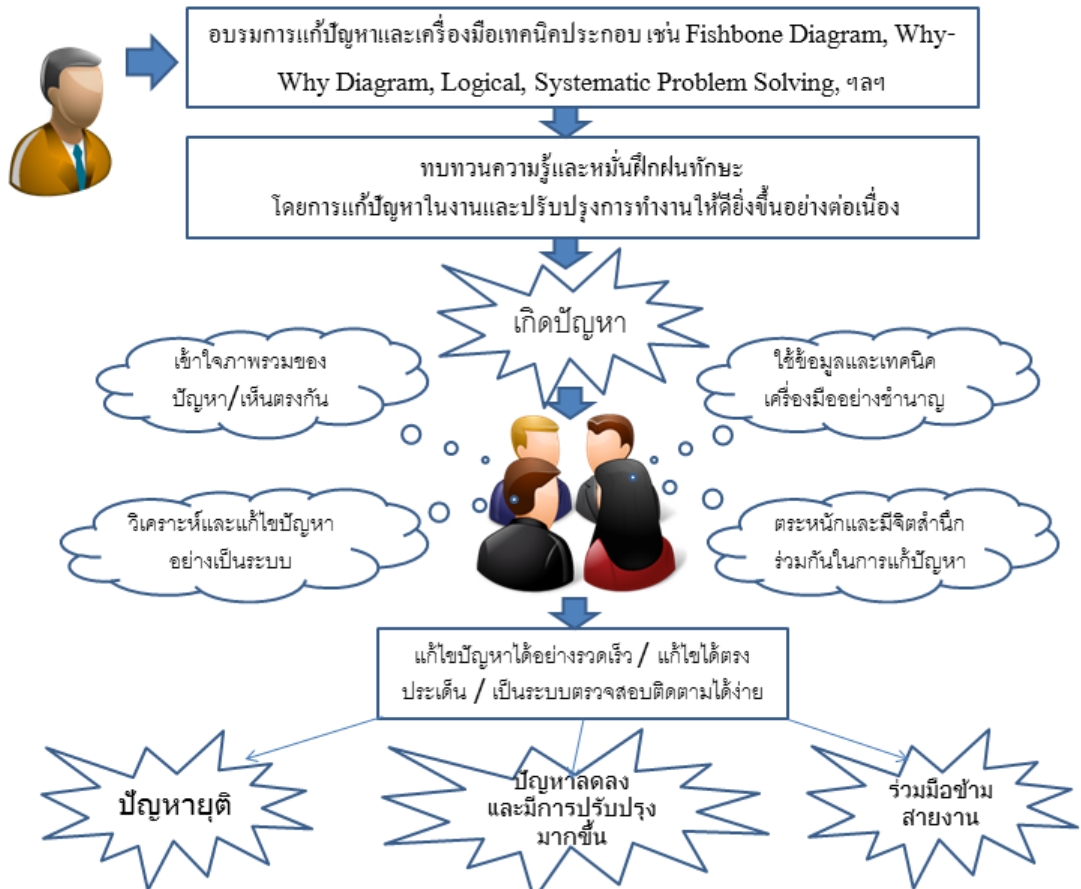 อบรมการแก้ปัญหาและเครื่องมือเทคนิคประกอบ เช่น Fishbone Diagram, Why-
Why Diagram, Logical, Systematic Problem Solving, ฯลฯ
ทบทวนความรู้และหมั่นฝึกฝนทักษะ
โดยการแก้ปัญหาในงานและปรับปรุงการทำงานให้ดียิ่งขึ้นอย่างต่อเนื่อง
เกิดปัญหา
เข้าใจภาพรวมของ
ปัญหา/เห็นตรงกัน
ใช้ข้อมูลและเทคนิค
เครื่องมืออย่างชำนาญ
วิเคราะห์และแก้ไขปัญหา
อย่างเป็นระบบ
ตระหนักและมีจิตสำนึก
ร่วมกันในการแก้ปัญหา
แก้ไขปัญหาได้อย่างรวดเร็ว / แก้ไขได้ตรง
ประเด็น / เป็นระบบตรวจสอบติดตามได้ง่าย
ปัญหายุติ
ปัญหาลดลง
และมีการปรับปรุง
มากขึ้น
ร่วมมือข้าม
สายงาน